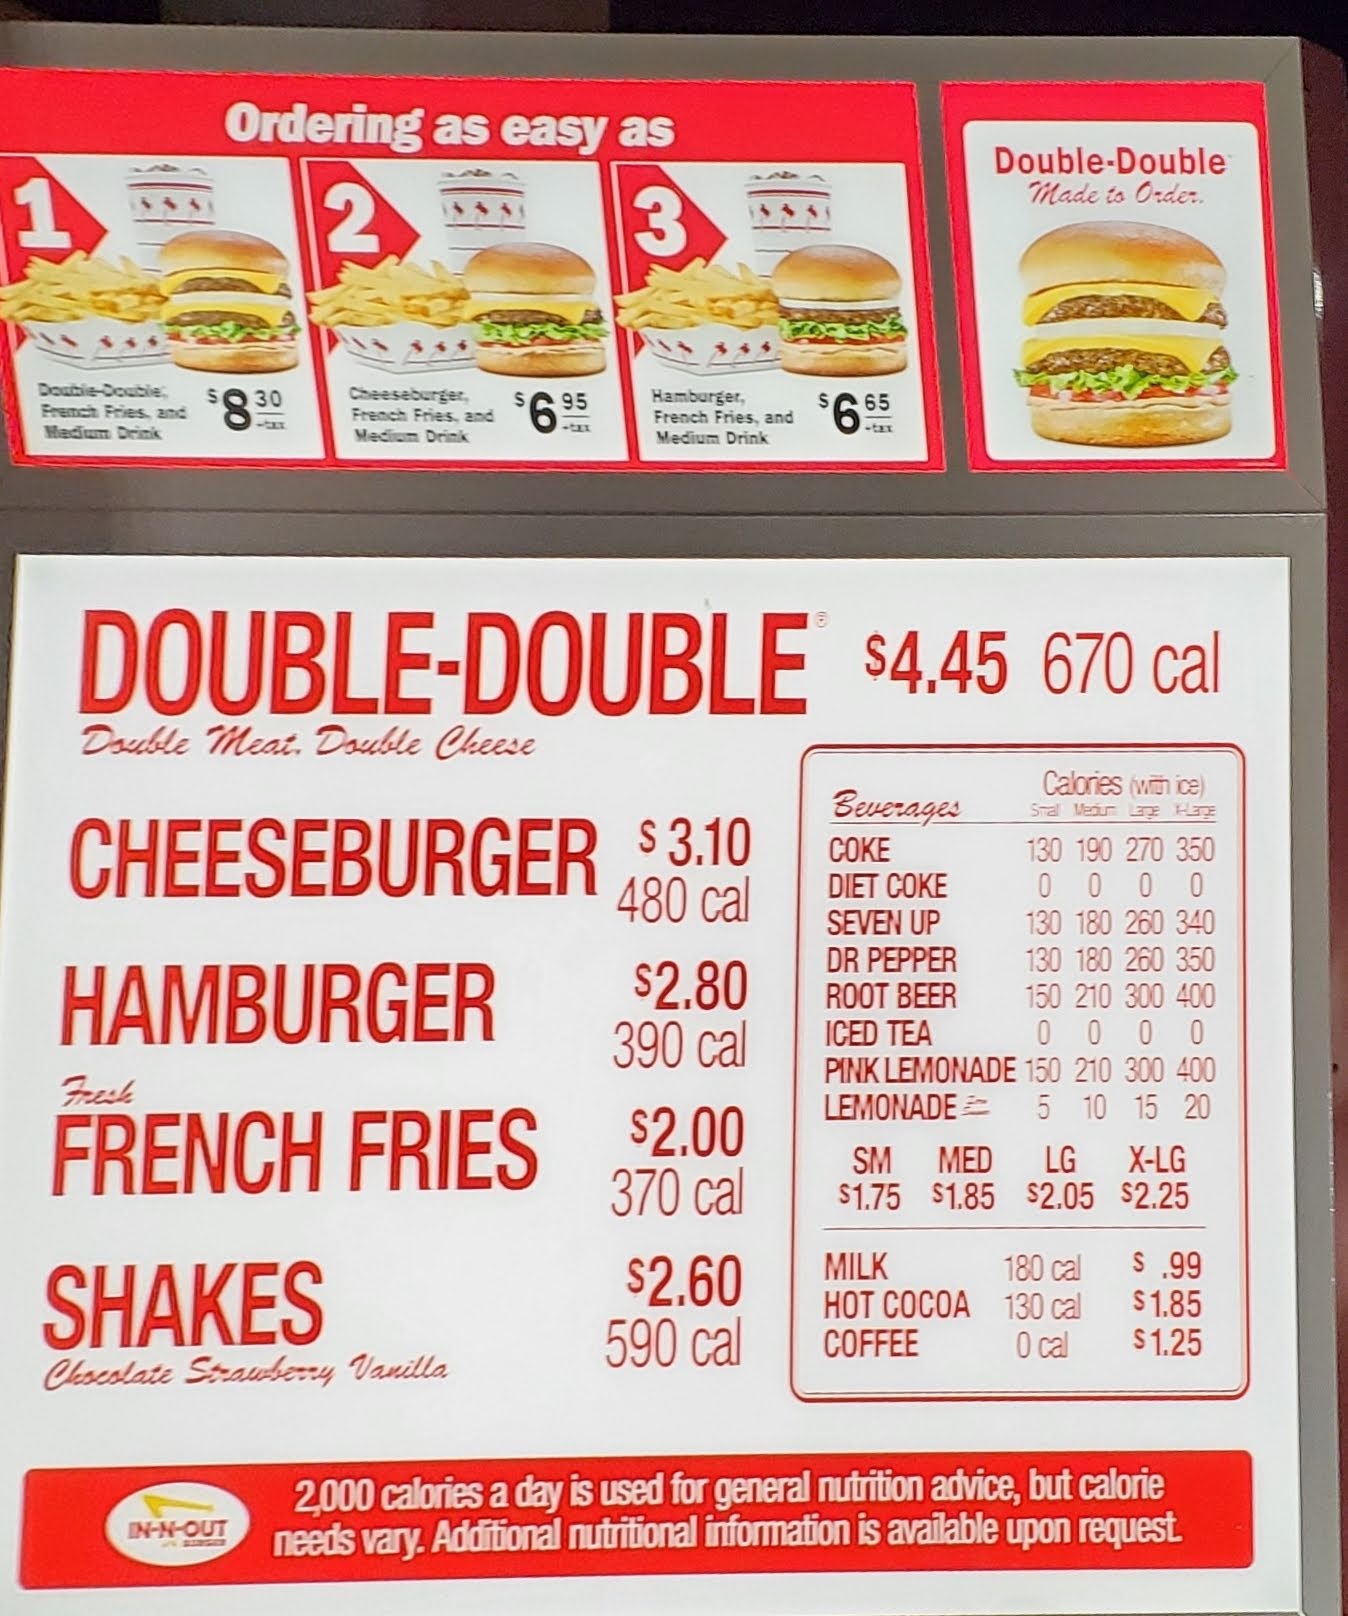 Ordering as easy as
1
Double-Double,
French Fries, and
Medium Drink
$8 30
+tax
2
Cheeseburger,
French Fries, and
Medium Drink
$6 95
+tax
3
Hamburger,
French Fries, and
Medium Drink
$6 65
+tax
Double-Double
Made to Order.
DOUBLE-DOUBLE® $4.45 670 cal
Double Meat. Double Cheese
CHEESEBURGER $3.10
480 cal
HAMBURGER $2.80
390 cal
Fresh
FRENCH FRIES $2.00
370 cal
SHAKES $2.60
590 cal
Chocolate Strawberry Vanilla
Beverages Calories (with ice)
Small Medium Large X-Large
COKE 130 190 270 350
DIET COKE 0 0 0 0
SEVEN UP 130 180 260 340
DR PEPPER 130 180 260 350
ROOT BEER 150 210 300 400
ICED TEA 0 0 0 0
PINK LEMONADE 150 210 300 400
LEMONADE 5 10 15 20
SM MED LG X-LG
$1.75 $1.85 $2.05 $2.25
MILK 180 cal $ .99
HOT COCOA 130 cal $1.85
COFFEE 0 cal $1.25
IN-N-OUT
BURGER
2,000 calories a day is used for general nutrition advice, but calorie
needs vary. Additional nutritional information is available upon request.